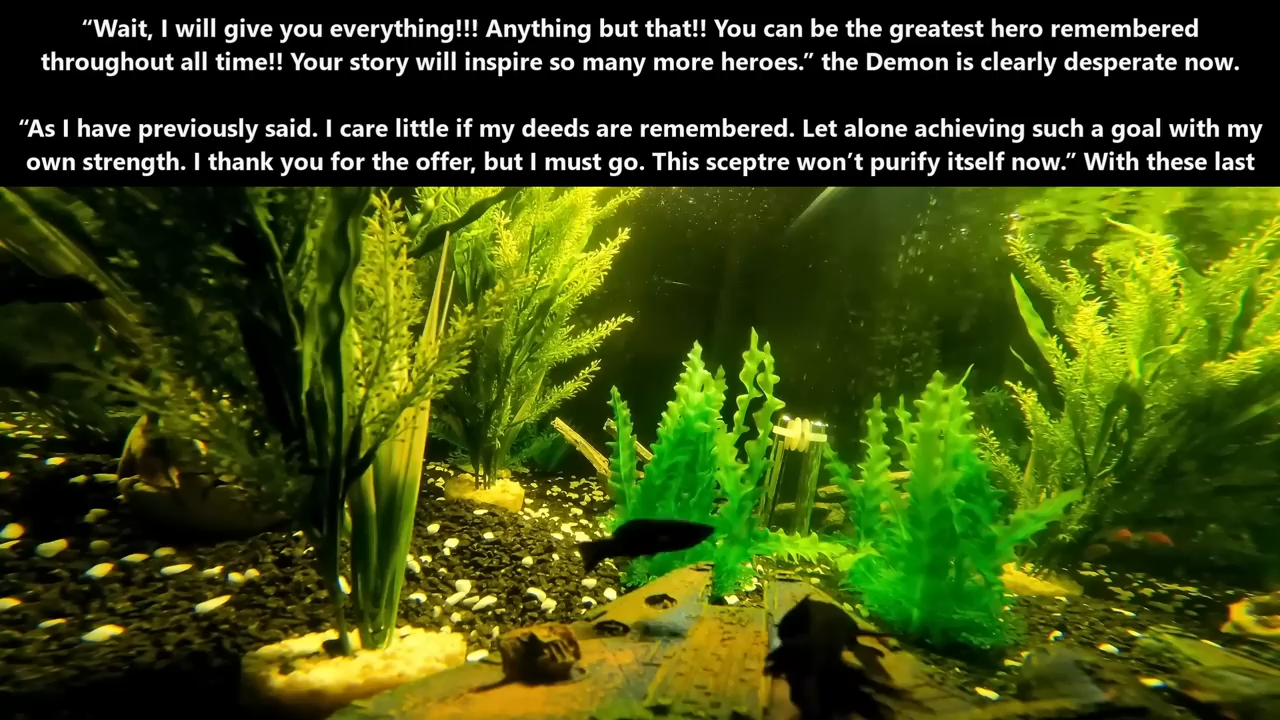 “Wait, I will give you everything!!! Anything but that!! You can be the greatest hero remembered
throughout all time!! Your story will inspire so many more heroes.” the Demon is clearly desperate now.
“As I have previously said. I care little if my deeds are remembered. Let alone achieving such a goal with my
own strength. I thank you for the offer, but I must go. This sceptre won’t purify itself now.” With these last